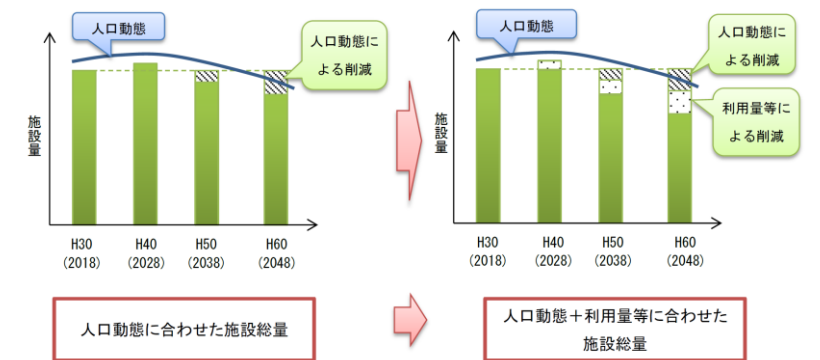 人口動態
人口動態に
よる削減
施設量
H30
(2018)
H40
(2028)
H50
(2038)
H60
(2048)
人口動態に合わせた施設総量
人口動態
人口動態に
よる削減
利用量等に
よる削減
施設量
H30
(2018)
H40
(2028)
H50
(2038)
H60
(2048)
人口動態＋利用量等に合わせた
施設総量